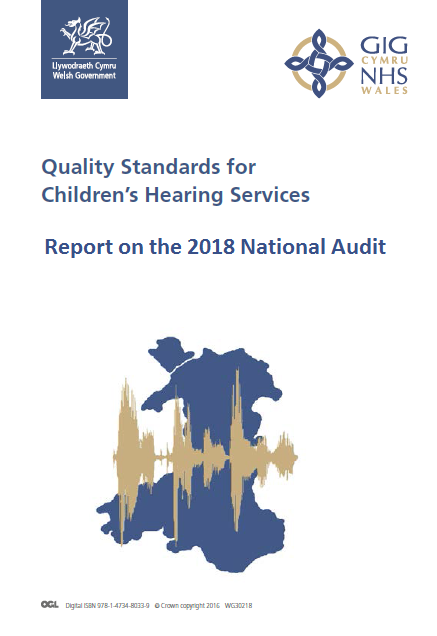 Llywodraeth Cymru
Welsh Government
GIG
CYMRU
NHS
WALES
Quality Standards for
Children's Hearing Services
Report on the 2018 National Audit
OGL Digital ISBN 978-1-4734-8033-9 © Crown copyright 2016 WG30218